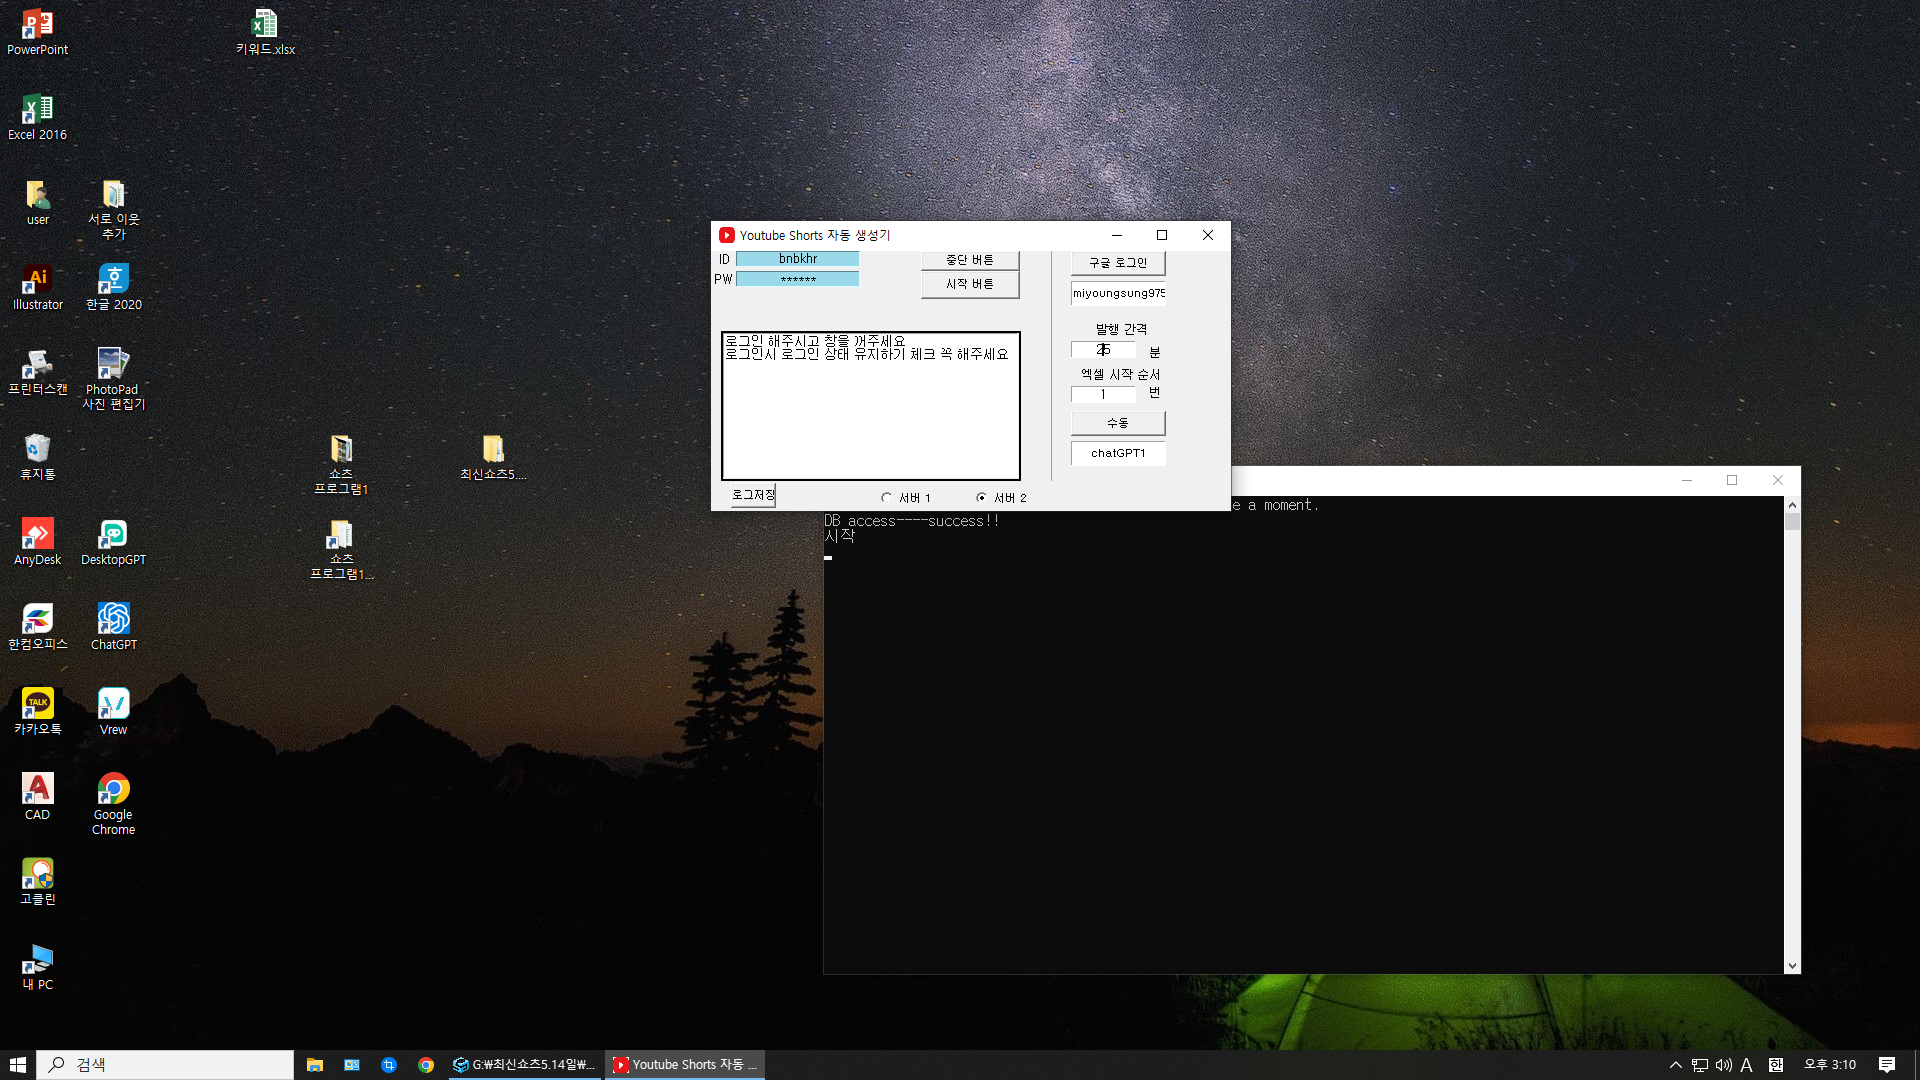 PowerPoint
키워드.xlsx
Excel 2016
user
서로 이웃
추가
Illustrator
한글 2020
프린터스캔
PhotoPad
사진 편집기
휴지통
쇼츠
프로그램1
최신쇼츠5....
AnyDesk
DesktopGPT
쇼츠
프로그램1...
한컴오피스
ChatGPT
카카오톡
Vrew
CAD
Google
Chrome
고클린
내 PC
Youtube Shorts 자동 생성기
ID
bnbkhr
PW
******
중단 버튼
시작 버튼
구글 로그인
miyoungsung975
로그인 해주시고 창을 꺼주세요
로그인시 로그인 상태 유지하기 체크 꼭 해주세요
발행 간격
25
분
엑셀 시작 순서
1
번
수동
chatGPT1
로그저장
서버 1
서버 2
e a moment.
DB access----success!!
시작
검색
G:₩최신쇼츠5.14일₩...
Youtube Shorts 자동 ...
A
한
오후 3:10